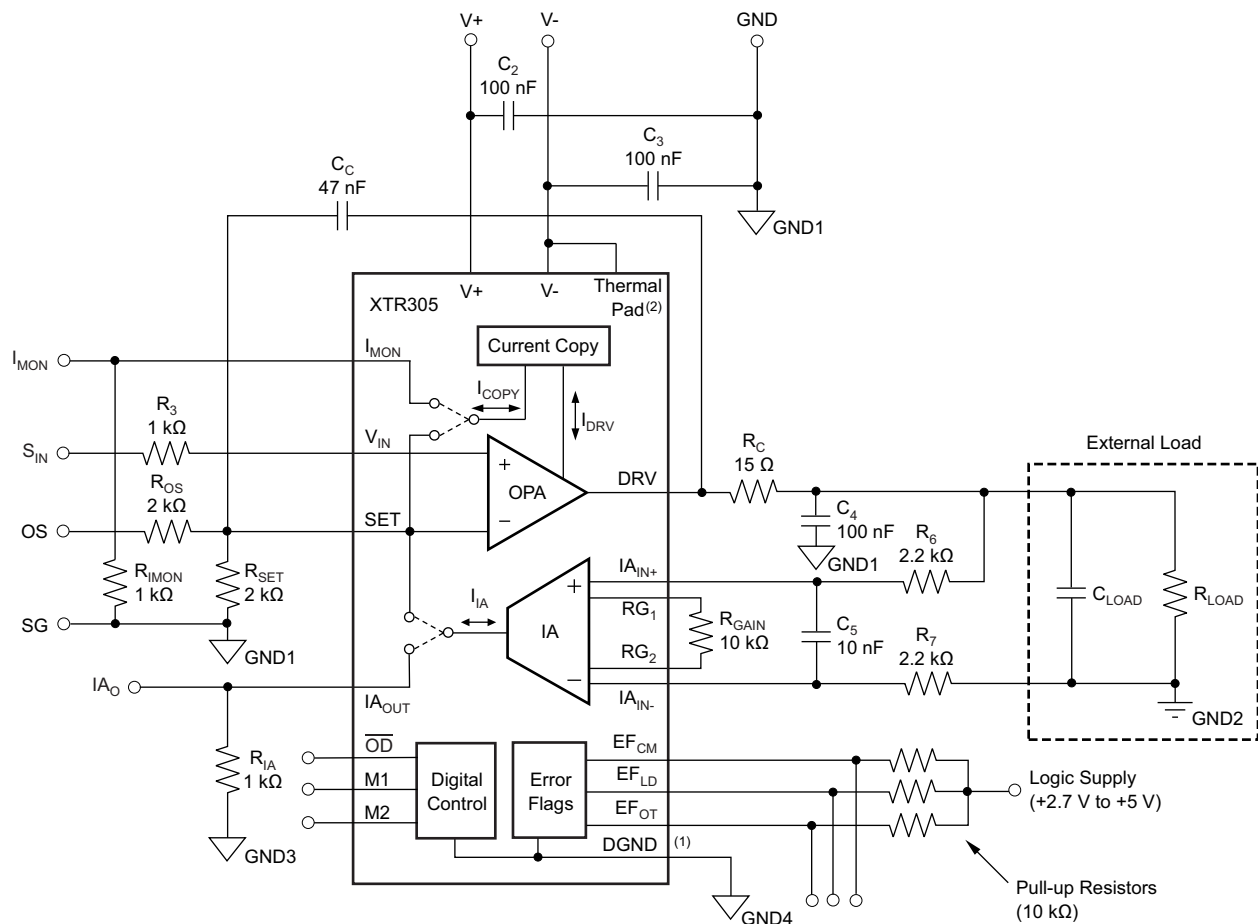 V+
V-
GND
C2
100 nF
C3
100 nF
GND1
CC
47 nF
V+
V-
Thermal
Pad(2)
XTR305
Current Copy
IMON
IMON
ICOPY
IDRV
R3
1 kΩ
SIN
VIN
+
OPA
−
DRV
RC
15 Ω
External Load
ROS
2 kΩ
OS
SET
C4
100 nF
GND1
R6
2.2 kΩ
RIMON
1 kΩ
RSET
2 kΩ
IIA
IA
+
−
IAIN+
RG1
RGAIN
10 kΩ
RG2
C5
10 nF
R7
2.2 kΩ
CLOAD
RLOAD
SG
GND1
IAO
IAOUT
IAIN-
GND2
RIA
1 kΩ
GND3
OD
M1
M2
Digital
Control
Error
Flags
EFCM
EFLD
EFOT
DGND (1)
GND4
Logic Supply
(+2.7 V to +5 V)
Pull-up Resistors
(10 kΩ)